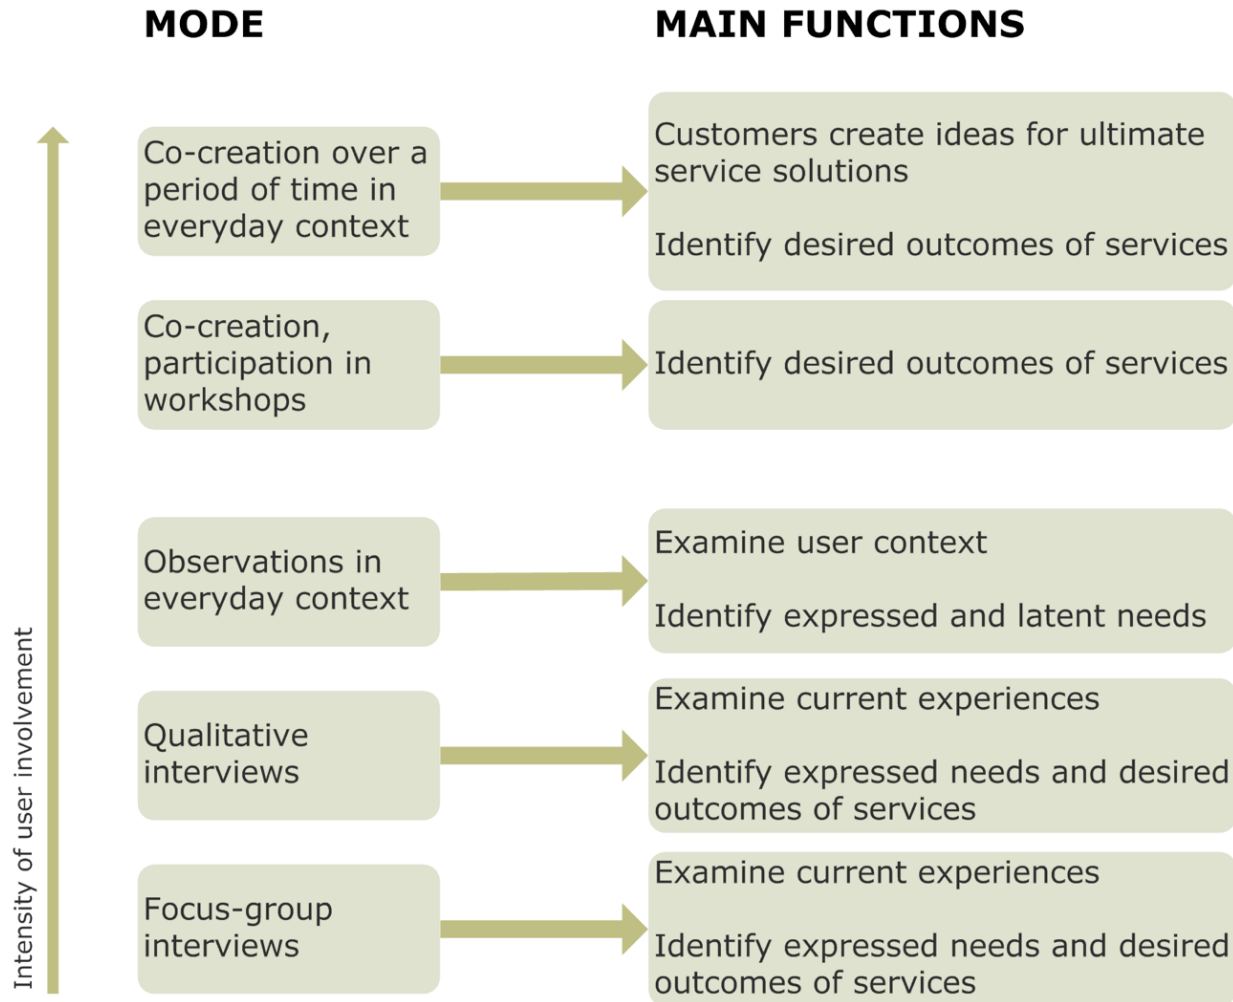 MODE
MAIN FUNCTIONS
Co-creation over a
period of time in
everyday context
Customers create ideas for ultimate
service solutions
Identify desired outcomes of services
Co-creation,
participation in
workshops
Identify desired outcomes of services
Observations in
everyday context
Examine user context
Identify expressed and latent needs
Qualitative
interviews
Examine current experiences
Identify expressed needs and desired
outcomes of services
Focus-group
interviews
Examine current experiences
Identify expressed needs and desired
outcomes of services
Intensity of user involvement